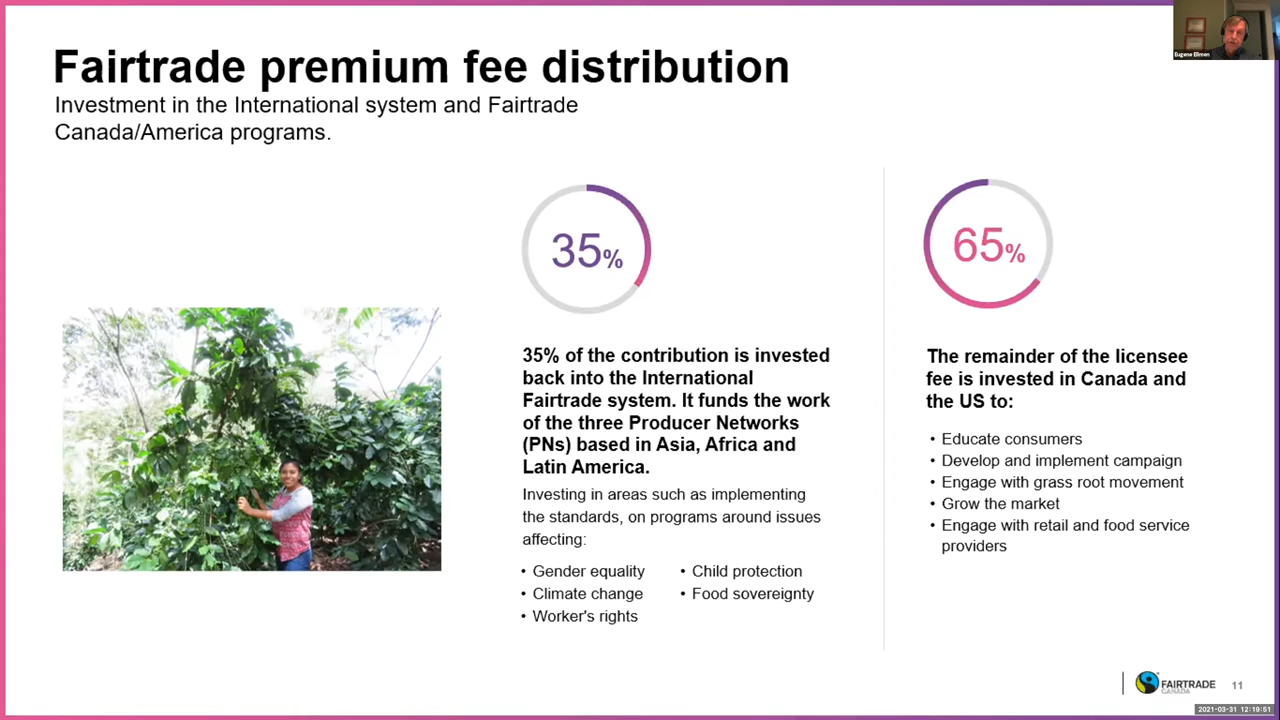 Fairtrade premium fee distribution
Investment in the International system and Fairtrade
Canada/America programs.
Eugene Ellmen
35%
35% of the contribution is invested
back into the International
Fairtrade system. It funds the work
of the three Producer Networks
(PNs) based in Asia, Africa and
Latin America.
Investing in areas such as implementing
the standards, on programs around issues
affecting:
• Gender equality
• Climate change
• Worker's rights
• Child protection
• Food sovereignty
65%
The remainder of the licensee
fee is invested in Canada and
the US to:
• Educate consumers
• Develop and implement campaign
• Engage with grass root movement
• Grow the market
• Engage with retail and food service
providers
FAIRTRADE
CANADA
11
2021-03-31 12:19:51